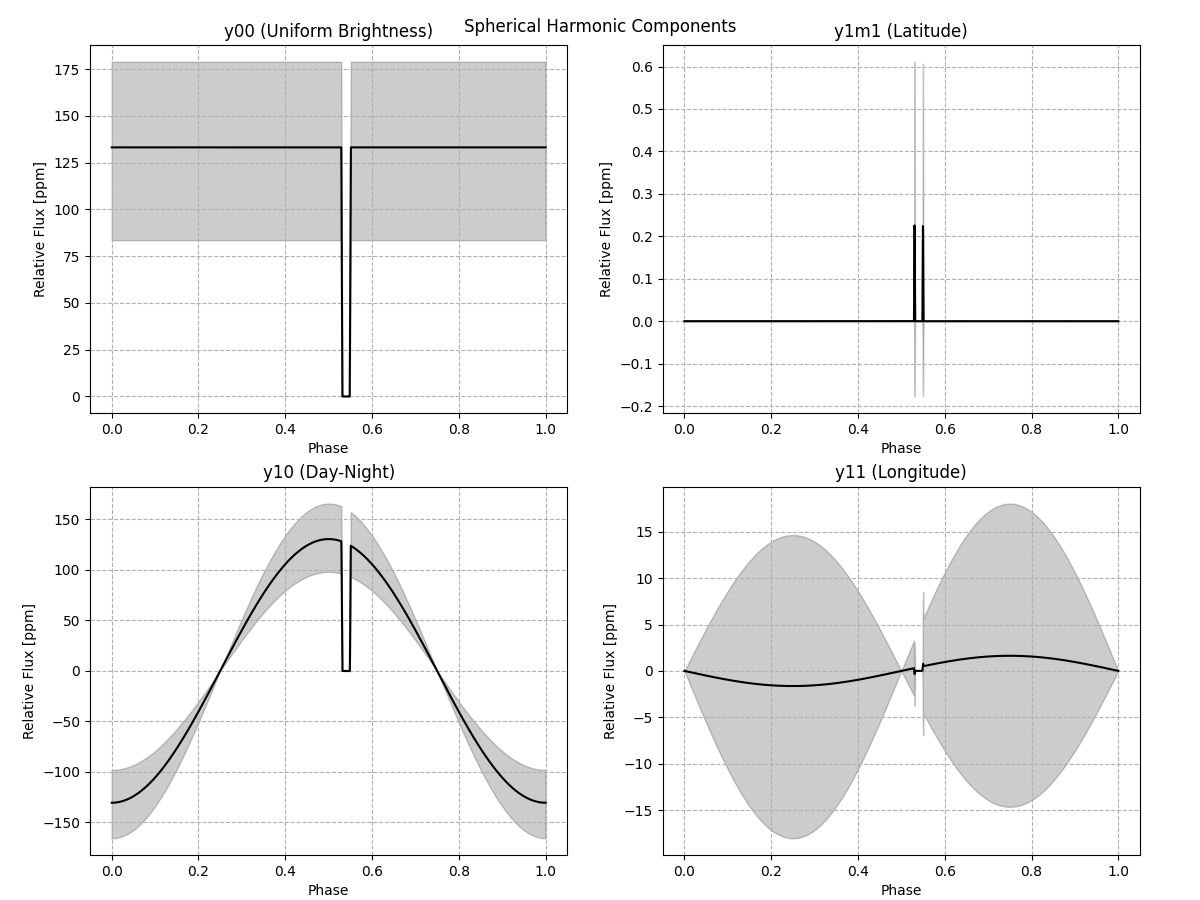 Spherical Harmonic Components
y00 (Uniform Brightness)
175
150
125
100
75
50
25
0
Relative Flux [ppm]
0.0 0.2 0.4 0.6 0.8 1.0
Phase
y1m1 (Latitude)
0.6
0.5
0.4
0.3
0.2
0.1
0.0
−0.1
−0.2
Relative Flux [ppm]
0.0 0.2 0.4 0.6 0.8 1.0
Phase
y10 (Day-Night)
150
100
50
0
−50
−100
−150
Relative Flux [ppm]
0.0 0.2 0.4 0.6 0.8 1.0
Phase
y11 (Longitude)
15
10
5
0
−5
−10
−15
Relative Flux [ppm]
0.0 0.2 0.4 0.6 0.8 1.0
Phase